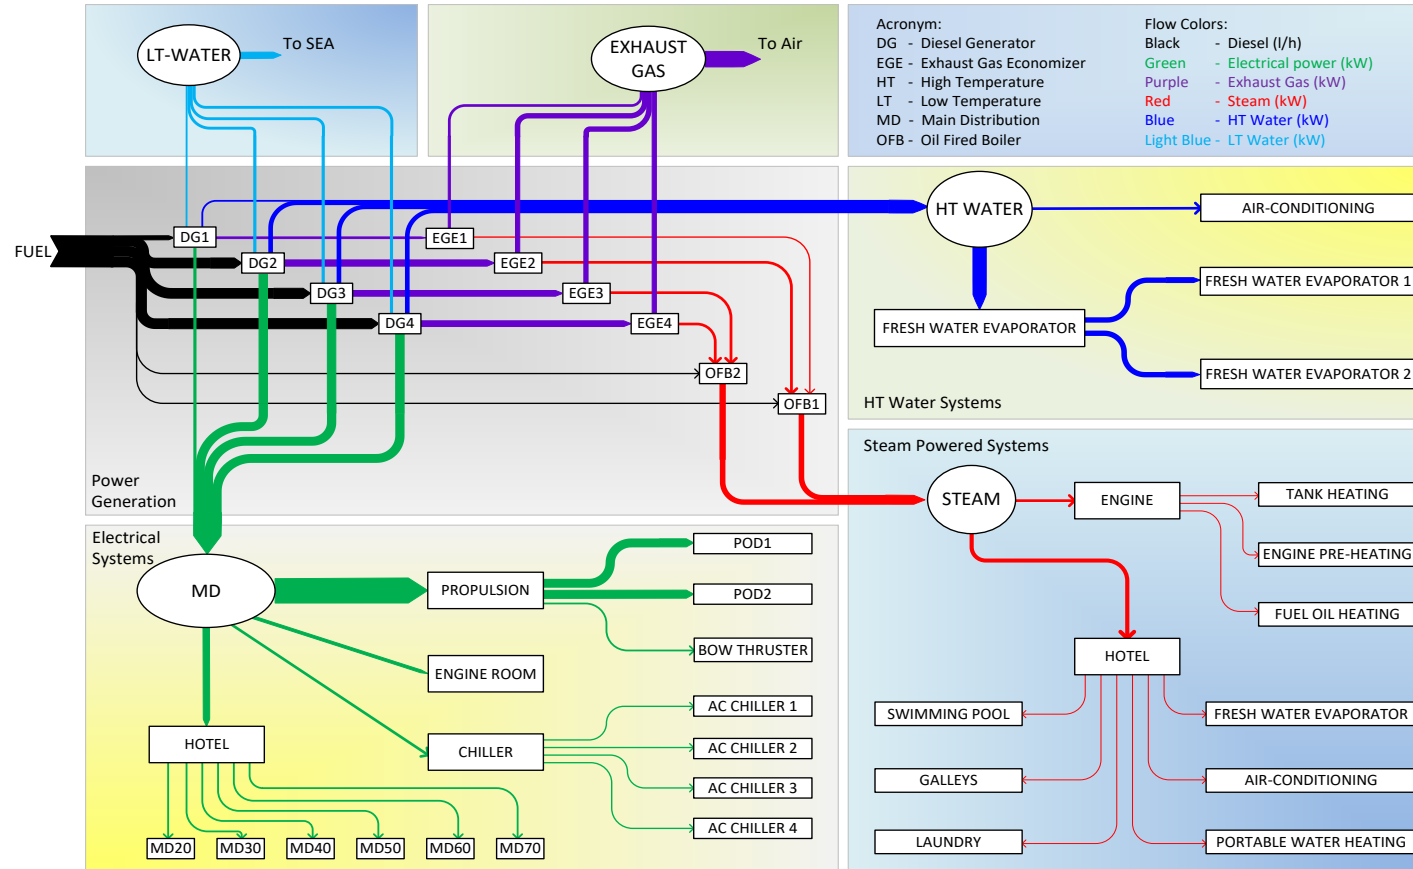 LT-WATER
To SEA
EXHAUST
GAS
To Air
Acronym:
DG - Diesel Generator
EGE - Exhaust Gas Economizer
HT - High Temperature
LT - Low Temperature
MD - Main Distribution
OFB - Oil Fired Boiler
Flow Colors:
Black - Diesel (l/h)
Green - Electrical power (kW)
Purple - Exhaust Gas (kW)
Red - Steam (kW)
Blue - HT Water (kW)
Light Blue - LT Water (kW)
FUEL
DG1
DG2
DG3
DG4
EGE1
EGE2
EGE3
EGE4
OFB2
OFB1
Power
Generation
HT WATER
AIR-CONDITIONING
FRESH WATER EVAPORATOR 1
FRESH WATER EVAPORATOR
FRESH WATER EVAPORATOR 2
HT Water Systems
Electrical
Systems
MD
PROPULSION
POD1
POD2
BOW THRUSTER
ENGINE ROOM
HOTEL
CHILLER
AC CHILLER 1
AC CHILLER 2
AC CHILLER 3
AC CHILLER 4
MD20
MD30
MD40
MD50
MD60
MD70
Steam Powered Systems
STEAM
ENGINE
TANK HEATING
ENGINE PRE-HEATING
FUEL OIL HEATING
HOTEL
SWIMMING POOL
FRESH WATER EVAPORATOR
GALLEYS
AIR-CONDITIONING
LAUNDRY
PORTABLE WATER HEATING